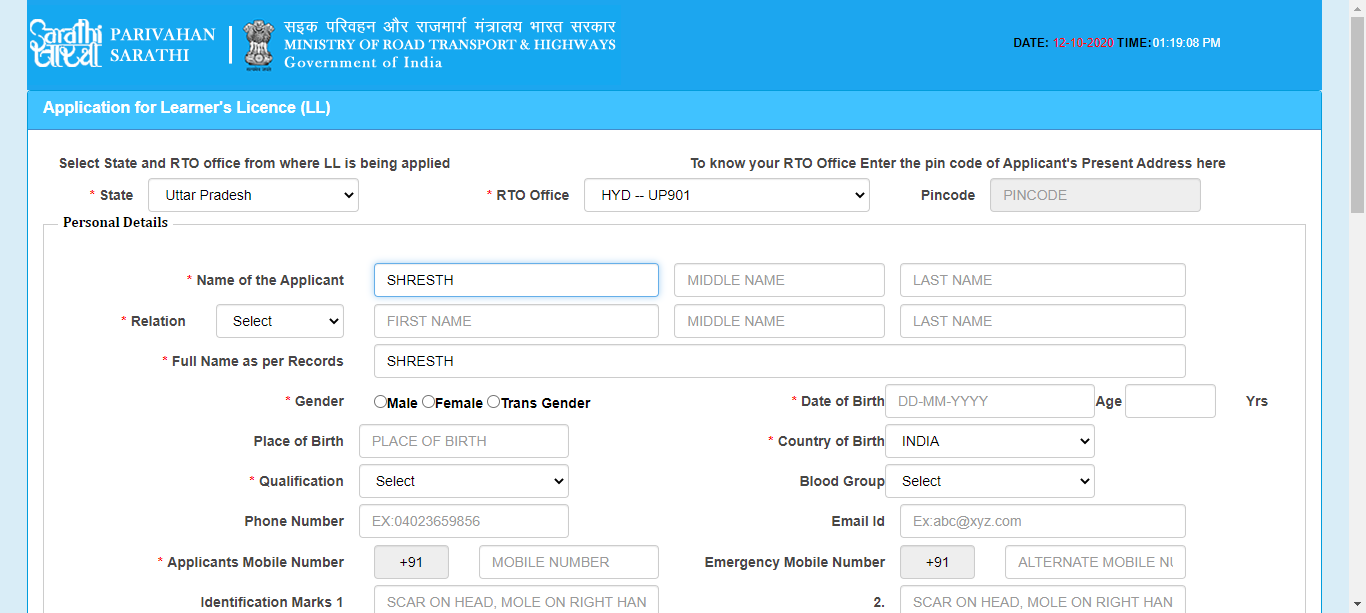 Sarathi
सारथी
PARIVAHAN
SARATHI
सड़क परिवहन और राजमार्ग मंत्रालय भारत सरकार
MINISTRY OF ROAD TRANSPORT & HIGHWAYS
Government of India
DATE: 12-10-2020 TIME:01:19:08 PM
Application for Learner's Licence (LL)
Select State and RTO office from where LL is being applied
To know your RTO Office Enter the pin code of Applicant's Present Address here
* State Uttar Pradesh * RTO Office HYD -- UP901 Pincode PINCODE
Personal Details
* Name of the Applicant SHRESTH MIDDLE NAME LAST NAME
* Relation Select FIRST NAME MIDDLE NAME LAST NAME
* Full Name as per Records SHRESTH
* Gender Male Female Trans Gender * Date of Birth DD-MM-YYYY Age Yrs
Place of Birth PLACE OF BIRTH * Country of Birth INDIA
* Qualification Select Blood Group Select
Phone Number EX:04023659856 Email Id Ex:abc@xyz.com
* Applicants Mobile Number +91 MOBILE NUMBER Emergency Mobile Number +91 ALTERNATE MOBILE NU
Identification Marks 1 SCAR ON HEAD, MOLE ON RIGHT HAN 2. SCAR ON HEAD, MOLE ON RIGHT HAN